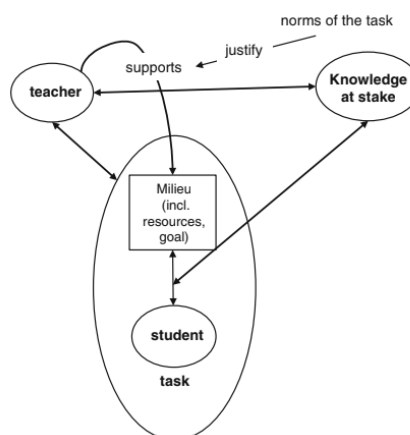 norms of the task
justify
supports
teacher
Knowledge
at stake
Milieu
(incl.
resources,
goal)
student
task